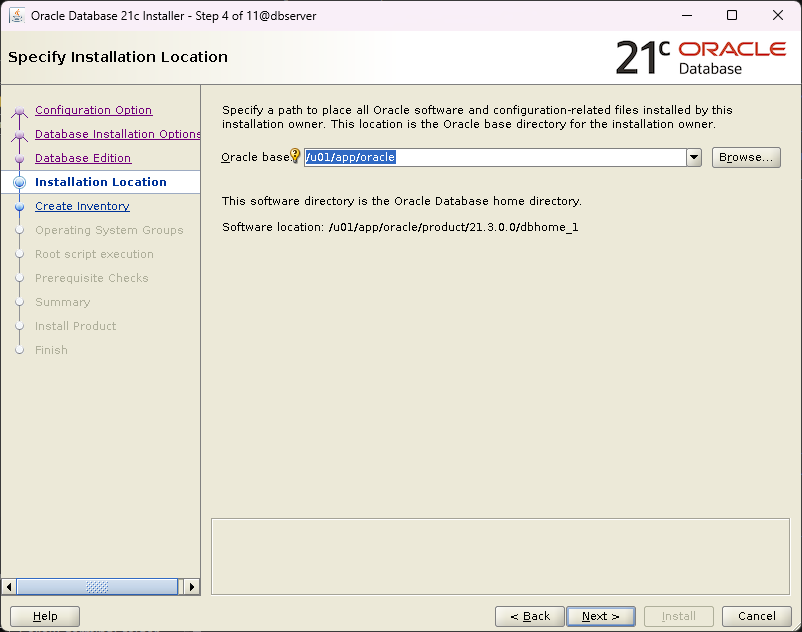 Oracle Database 21c Installer - Step 4 of 11@dbserver
Specify Installation Location
21c ORACLE
Database
Configuration Option
Database Installation Options
Database Edition
Installation Location
Create Inventory
Operating System Groups
Root script execution
Prerequisite Checks
Summary
Install Product
Finish
Specify a path to place all Oracle software and configuration-related files installed by this
installation owner. This location is the Oracle base directory for the installation owner.
Oracle base: /u01/app/oracle Browse...
This software directory is the Oracle Database home directory.
Software location: /u01/app/oracle/product/21.3.0.0/dbhome_1
Help < Back Next > Install Cancel